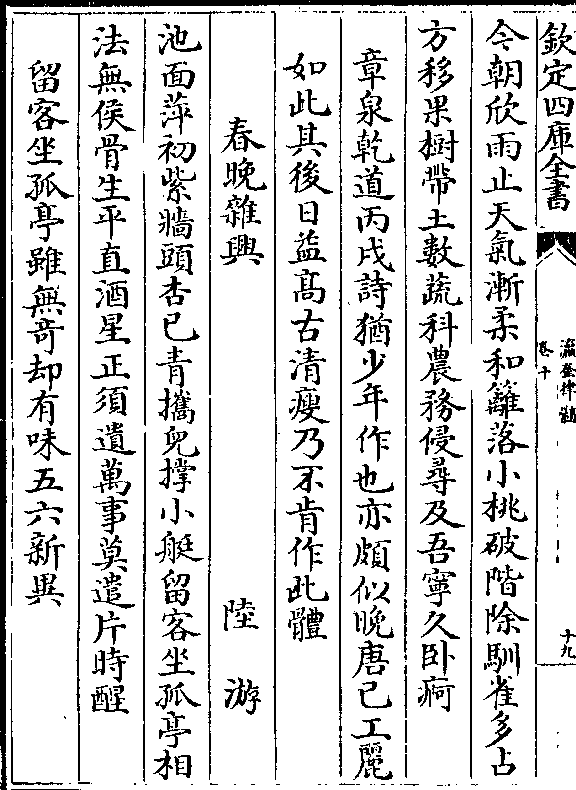 欽定四庫全書
瀛奎律髓
卷十
十九
今朝欣雨止天氣漸柔和籬落小桃破階除馴雀多占
方移果樹帶土數蔬科農務侵尋及吾寧久卧痾
章泉乾道丙戌詩猶少年作也亦頗似晚唐已工麗
如此其後日益髙古清瘦乃不肯作此體
春晚雜興
陸游
池面萍初紫牆頭杏已青攜兒撑小艇留客坐孤亭相
法無侯骨生平直酒星正須遺萬事莫遣片時醒
留客坐孤亭雖無竒却有味五六新異